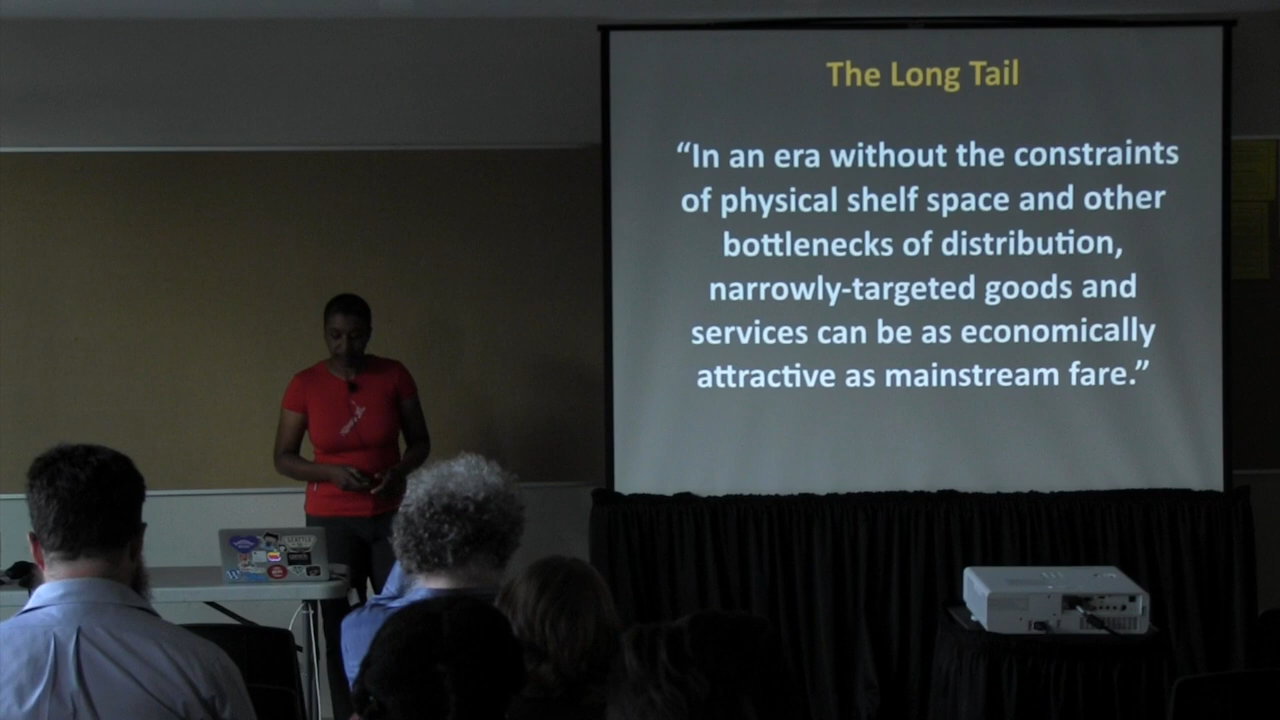 The Long Tail
“In an era without the constraints
of physical shelf space and other
bottlenecks of distribution,
narrowly-targeted goods and
services can be as economically
attractive as mainstream fare.”